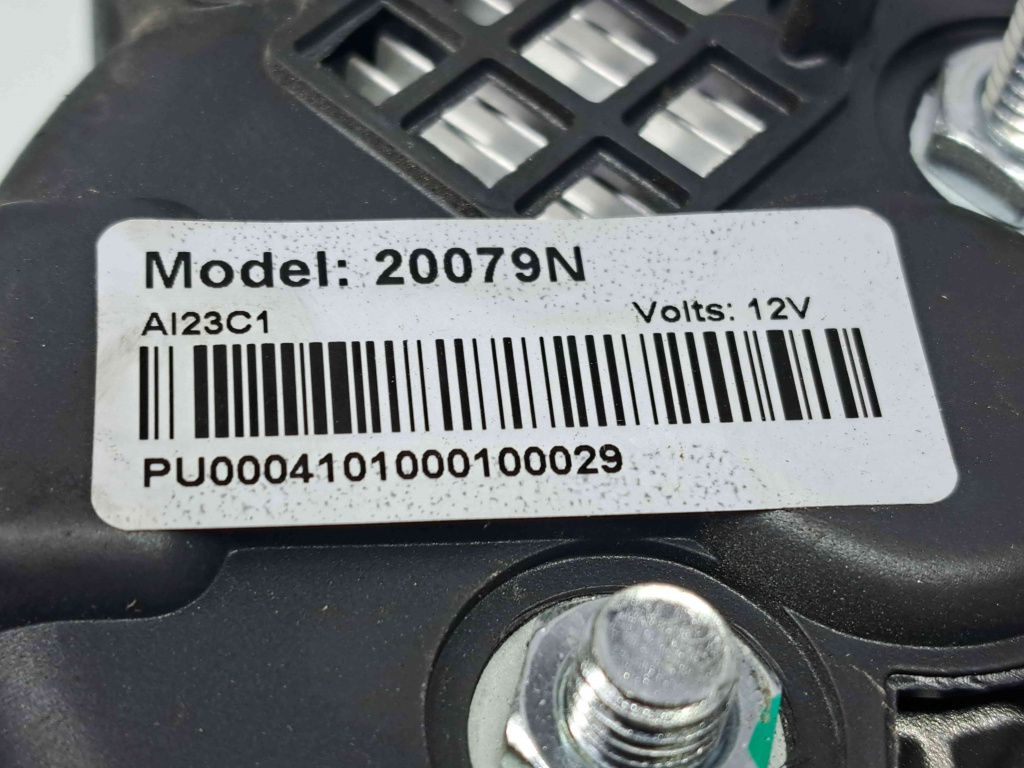 Model: 20079N
AI23C1 Volts: 12V
PU0004101000100029